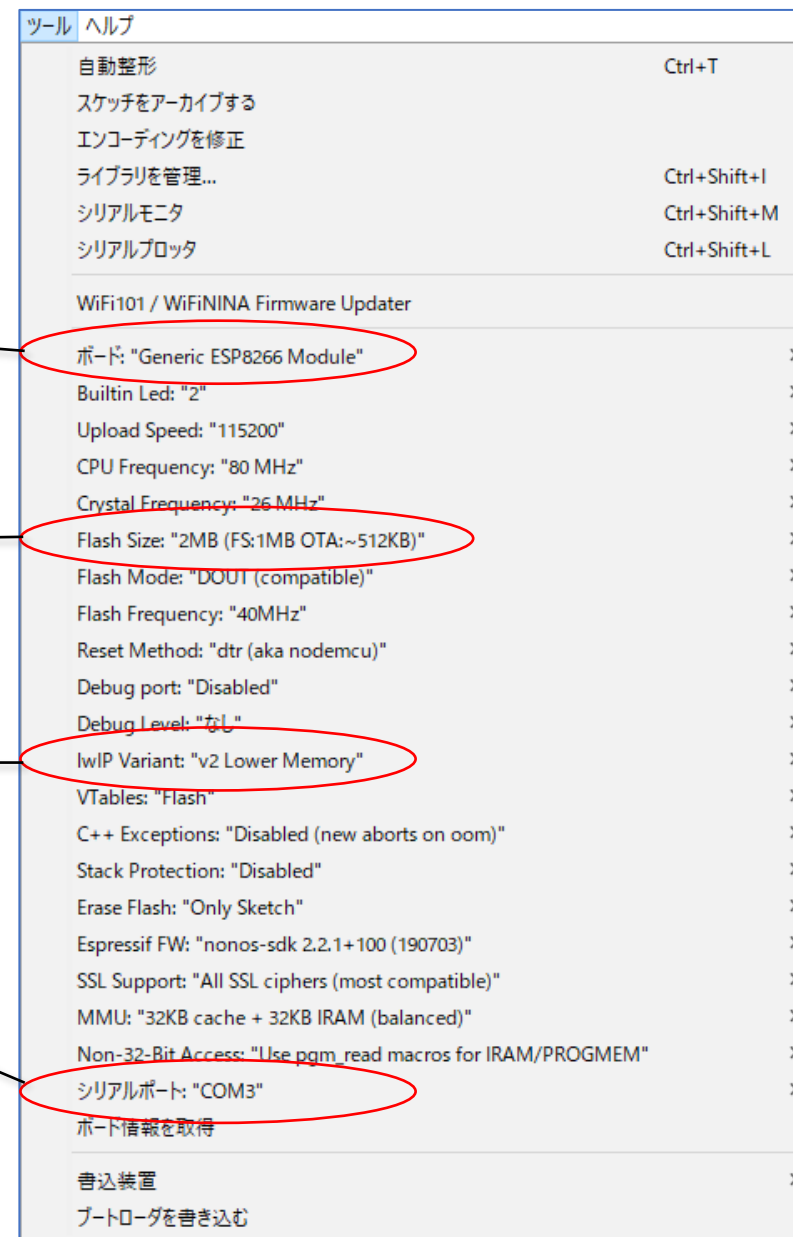 ツール ヘルプ
自動整形 Ctrl+T
スケッチをアーカイブする
エンコーディングを修正
ライブラリを管理... Ctrl+Shift+I
シリアルモニタ Ctrl+Shift+M
シリアルプロッタ Ctrl+Shift+L
WiFi101 / WiFiNINA Firmware Updater
ボード: "Generic ESP8266 Module"
Builtin Led: "2"
Upload Speed: "115200"
CPU Frequency: "80 MHz"
Crystal Frequency: "26 MHz"
Flash Size: "2MB (FS:1MB OTA:~512KB)"
Flash Mode: "DOUT (compatible)"
Flash Frequency: "40MHz"
Reset Method: "dtr (aka nodemcu)"
Debug port: "Disabled"
Debug Level: "なし"
lwIP Variant: "v2 Lower Memory"
VTables: "Flash"
C++ Exceptions: "Disabled (new aborts on oom)"
Stack Protection: "Disabled"
Erase Flash: "Only Sketch"
Espressif FW: "nonos-sdk 2.2.1+100 (190703)"
SSL Support: "All SSL ciphers (most compatible)"
MMU: "32KB cache + 32KB IRAM (balanced)"
Non-32-Bit Access: "Use pgm_read macros for IRAM/PROGMEM"
シリアルポート: "COM3"
ボード情報を取得
書込装置
ブートローダを書き込む